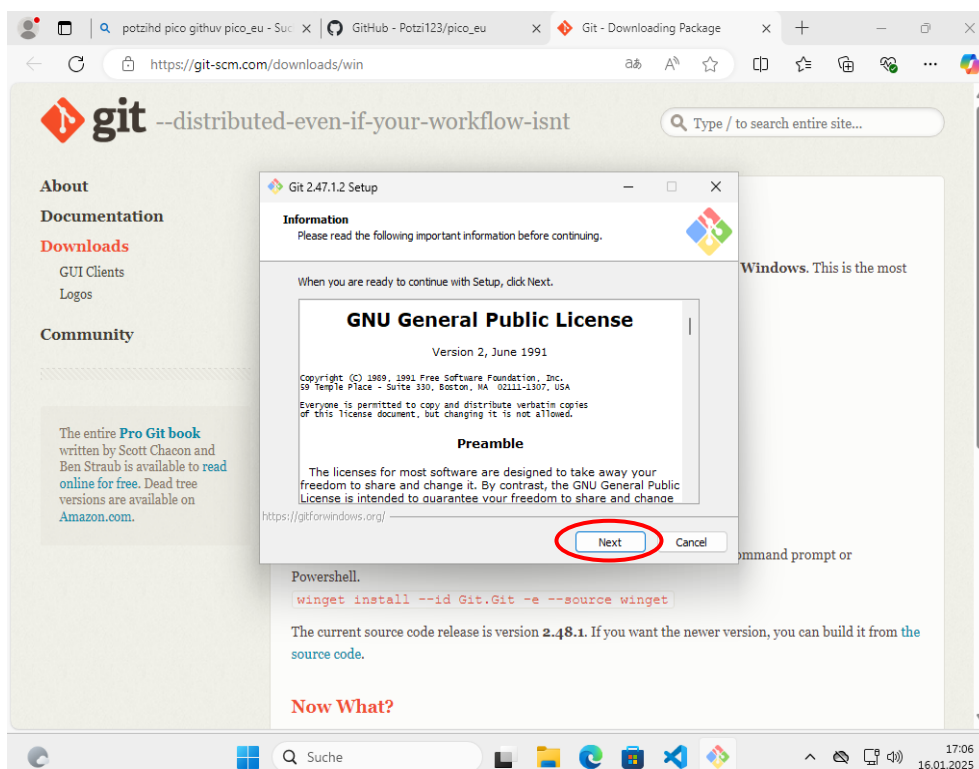 potzihd pico githuv pico_eu - Suc
GitHub - Potzi123/pico_eu
Git - Downloading Package
https://git-scm.com/downloads/win
git --distributed-even-if-your-workflow-isnt
Type / to search entire site...
About
Documentation
Downloads
GUI Clients
Logos
Community
The entire Pro Git book
written by Scott Chacon and
Ben Straub is available to read
online for free. Dead tree
versions are available on
Amazon.com.
Git 2.47.1.2 Setup
Information
Please read the following important information before continuing.
When you are ready to continue with Setup, click Next.
GNU General Public License
Version 2, June 1991
Copyright (C) 1989, 1991 Free Software Foundation, Inc.
59 Temple Place - Suite 330, Boston, MA 02111-1307, USA
Everyone is permitted to copy and distribute verbatim copies
of this license document, but changing it is not allowed.
Preamble
The licenses for most software are designed to take away your
freedom to share and change it. By contrast, the GNU General Public
License is intended to guarantee your freedom to share and change
https://gitforwindows.org/
Next
Cancel
Windows. This is the most
ommand prompt or
Powershell.
winget install --id Git.Git -e --source winget
The current source code release is version 2.48.1. If you want the newer version, you can build it from the
source code.
Now What?
Suche
17:06
16.01.2025